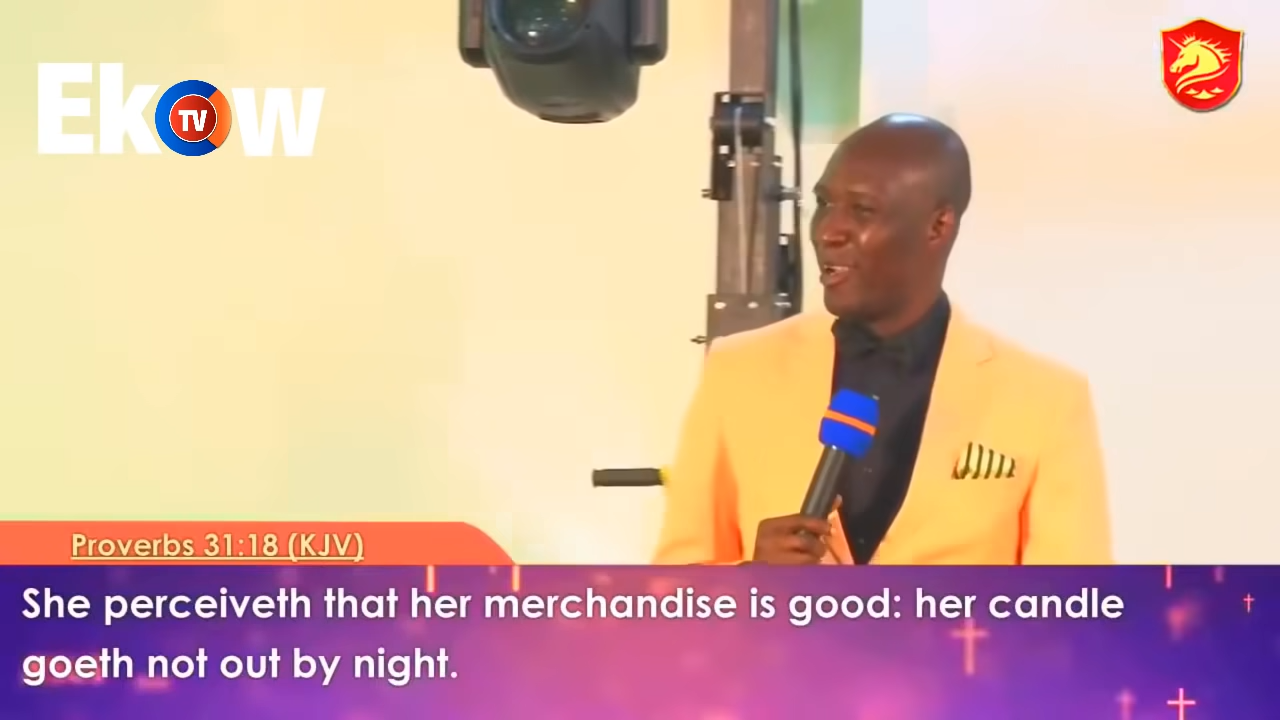 Ekow
TV
Proverbs 31:18 (KJV)
She perceiveth that her merchandise is good: her candle
goeth not out by night.